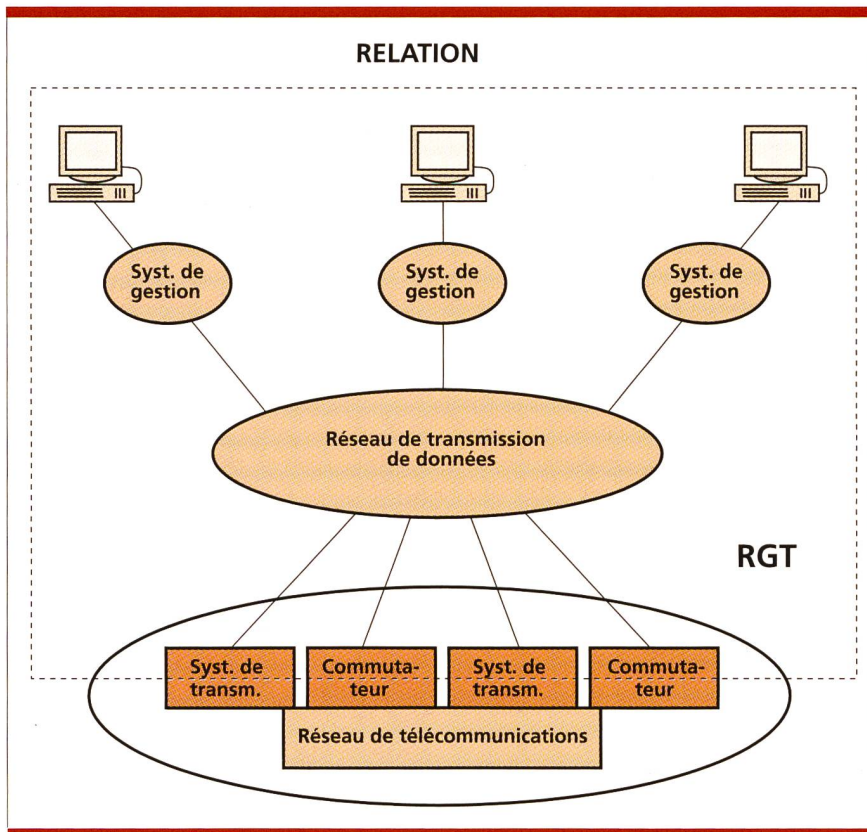 RELATION
Syst. de
gestion
Syst. de
gestion
Syst. de
gestion
Réseau de transmission
de données
RGT
Syst. de
transm.
Commuta-
teur
Syst. de
transm.
Commuta-
teur
Réseau de télécommunications